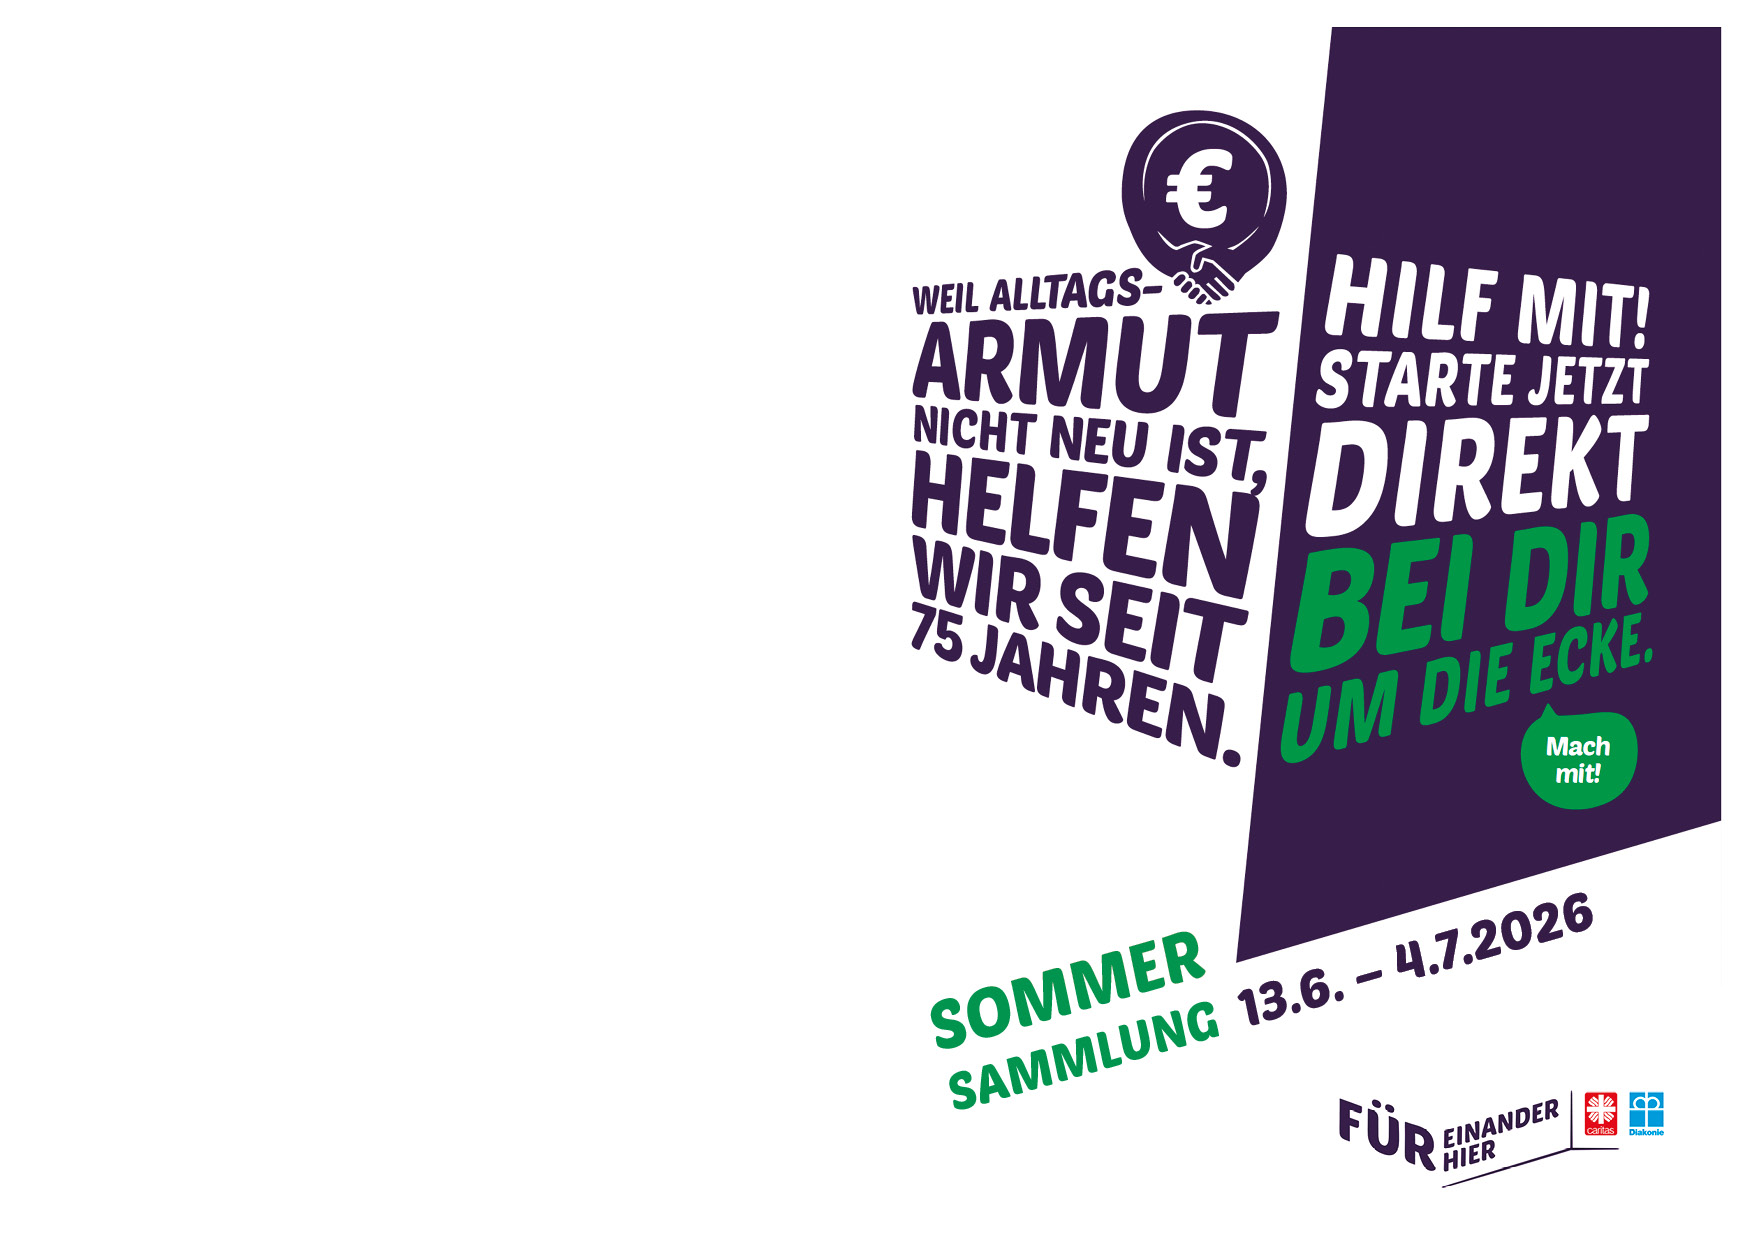 €
WEIL ALLTAGS-
ARMUT
NICHT NEU IST,
HELFEN
WIR SEIT
75 JAHREN.
HILF MIT!
STARTE JETZT
DIREKT
BEI DIR
UM DIE ECKE.
Mach
mit!
SOMMER
SAMMLUNG
13.6. – 4.7.2026
FÜR
EINANDER
HIER
caritas
Diakonie